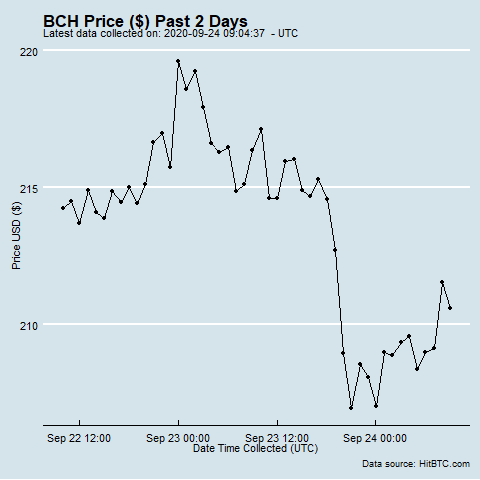 BCH Price ($) Past 2 Days
Latest data collected on: 2020-09-24 09:04:37 - UTC
220
215
210
Price USD ($)
Sep 22 12:00
Sep 23 00:00
Sep 23 12:00
Sep 24 00:00
Date Time Collected (UTC)
Data source: HitBTC.com